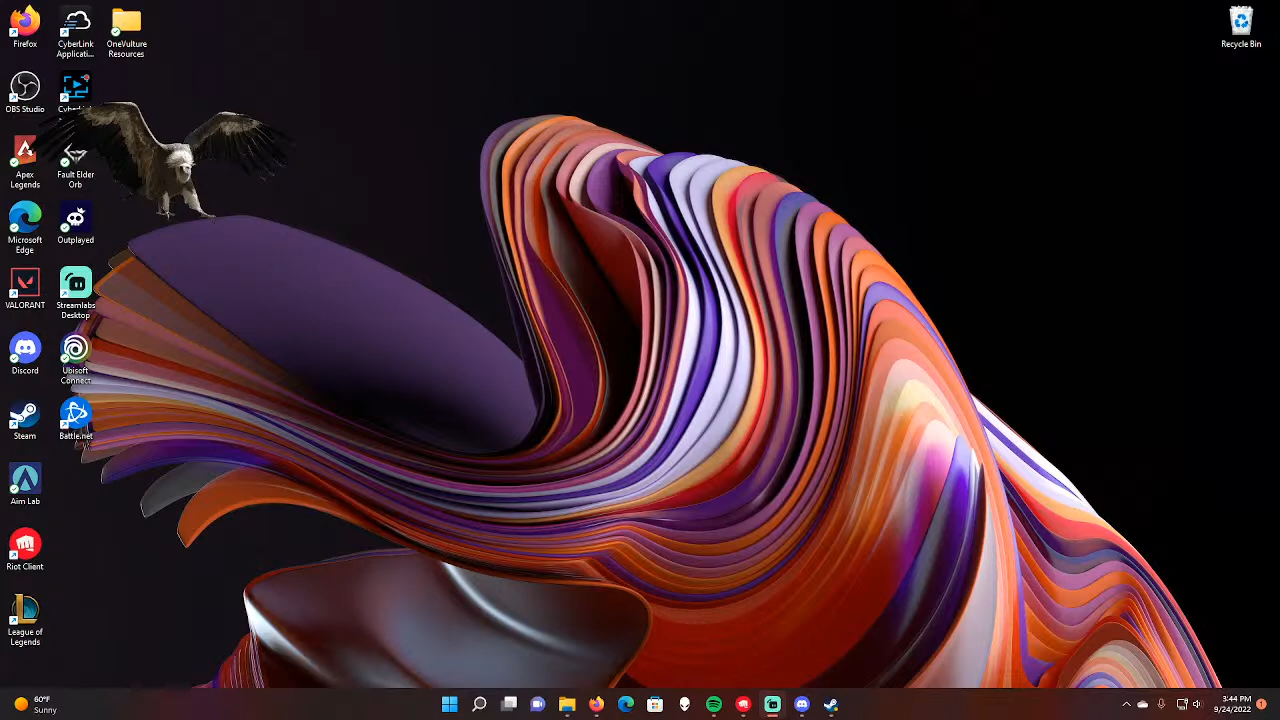 Firefox
CyberLink
Applicati...
OneVulture
Resources
Recycle Bin
OBS Studio
Apex
Legends
Fault Elder
Orb
Microsoft
Edge
Outplayed
VALORANT
Streamlabs
Desktop
Discord
Ubisoft
Connect
Steam
Battle.net
Aim Lab
Riot Client
League of
Legends
60°F
Sunny
3:44 PM
9/24/2022